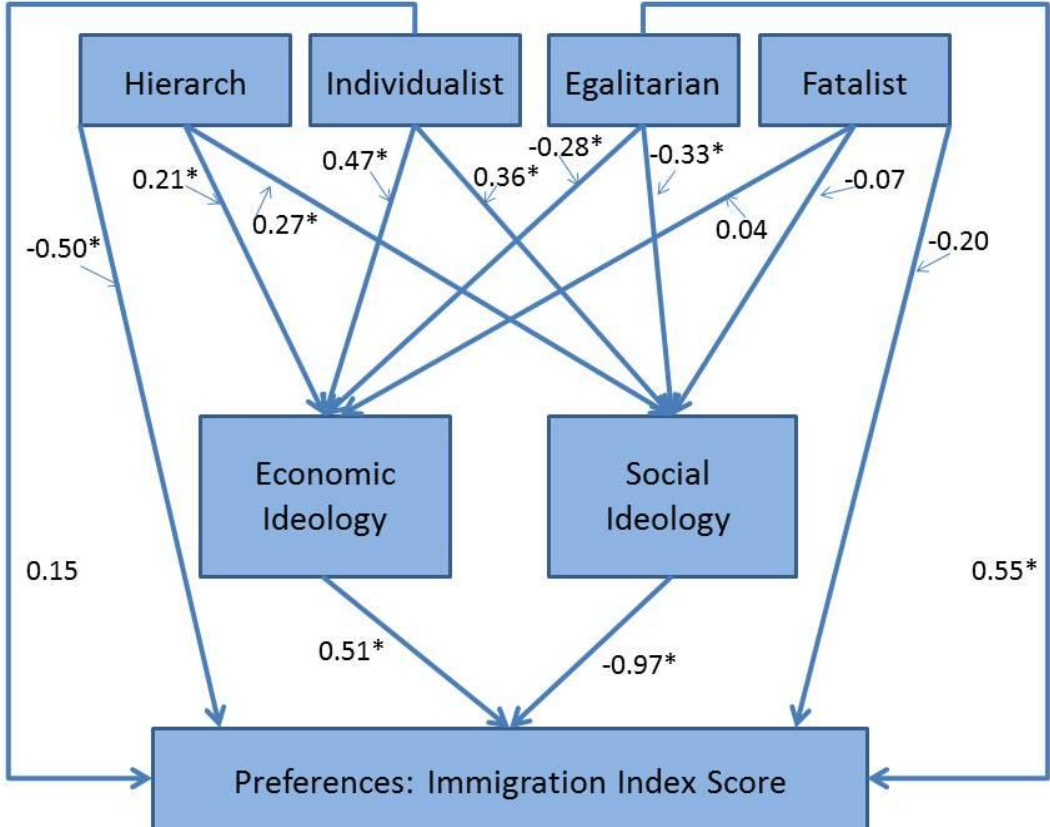 Hierarch
Individualist
Egalitarian
Fatalist
0.21*
0.27*
0.47*
0.36*
-0.28*
-0.33*
0.04
-0.07
-0.50*
-0.20
Economic
Ideology
Social
Ideology
0.15
0.55*
0.51*
-0.97*
Preferences: Immigration Index Score